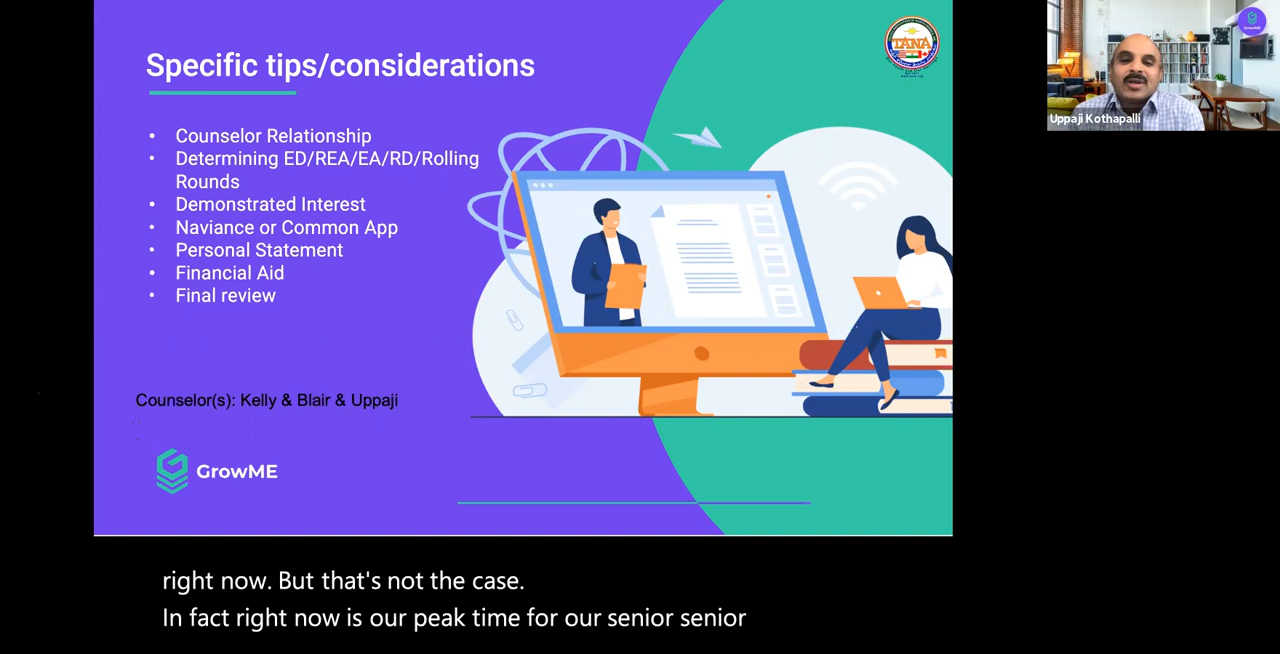 Specific tips/considerations
• Counselor Relationship
• Determining ED/REA/EA/RD/Rolling
Rounds
• Demonstrated Interest
• Naviance or Common App
• Personal Statement
• Financial Aid
• Final review
Counselor(s): Kelly & Blair & Uppaji
GrowME
TANA
GrowME
Uppaji Kothapalli
right now. But that's not the case.
In fact right now is our peak time for our senior senior